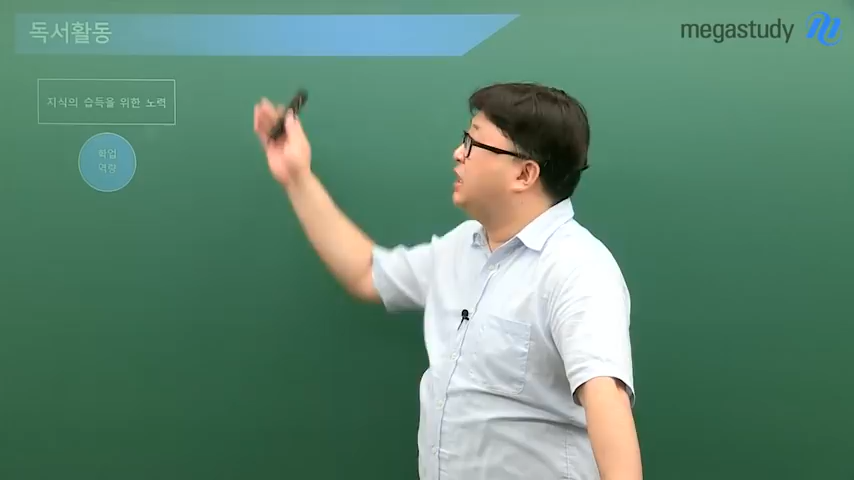 독서활동
megastudy
지식의 습득을 위한 노력
학업
역량